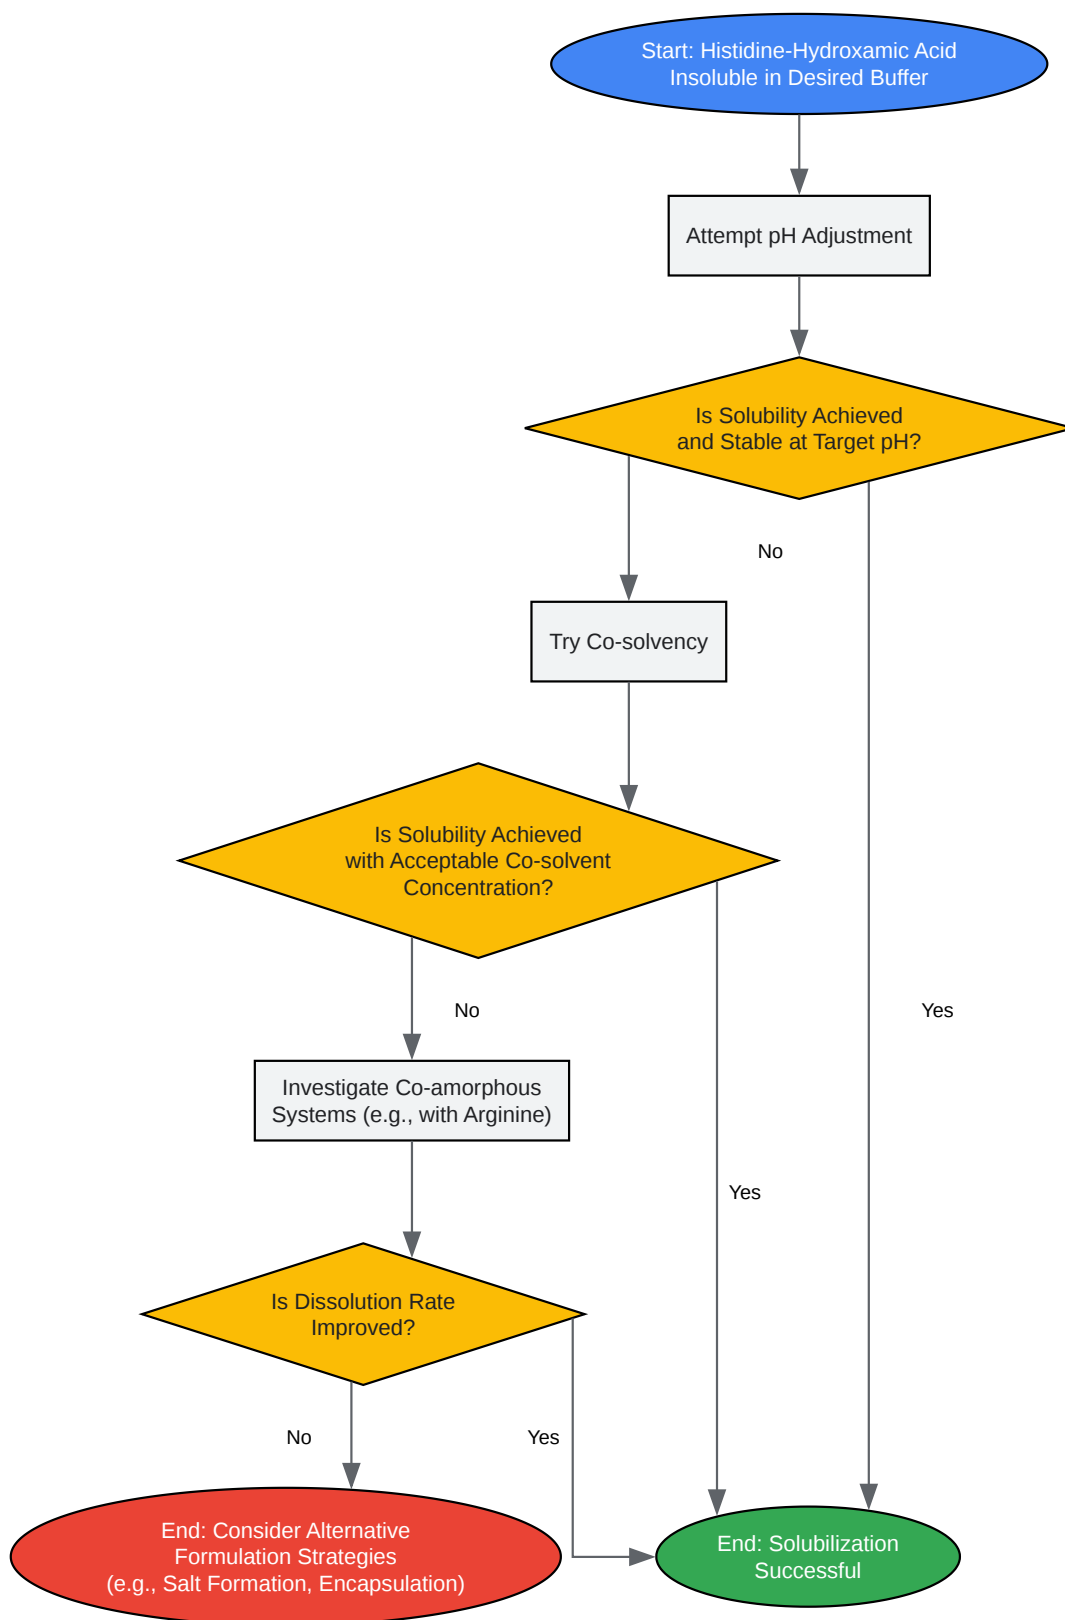 Start: Histidine-Hydroxamic Acid
Insoluble in Desired Buffer
Attempt pH Adjustment
Is Solubility Achieved
and Stable at Target pH?
No
Try Co-solvency
Is Solubility Achieved
with Acceptable Co-solvent
Concentration?
No
Yes
Investigate Co-amorphous
Systems (e.g., with Arginine)
Yes
Is Dissolution Rate
Improved?
No
Yes
End: Consider Alternative
Formulation Strategies
(e.g., Salt Formation, Encapsulation)
End: Solubilization
Successful